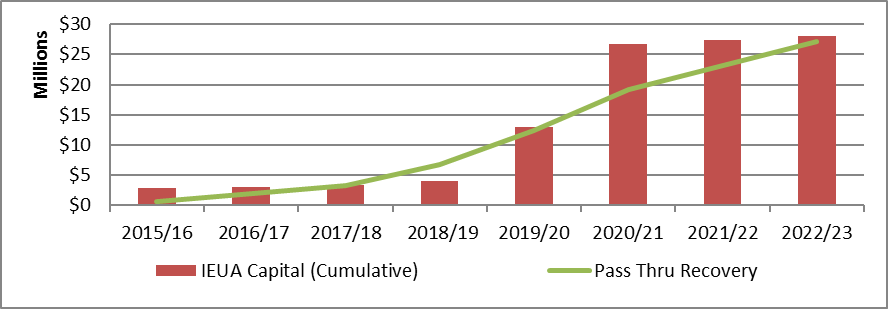 Millions
$30
$25
$20
$15
$10
$5
$0
2015/16 2016/17 2017/18 2018/19 2019/20 2020/21 2021/22 2022/23
IEUA Capital (Cumulative) Pass Thru Recovery